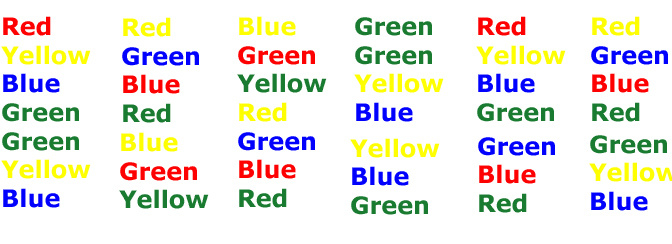 Red Red Blue Green Red Red
Yellow Green Green Green Yellow Green
Blue Blue Yellow Yellow Blue Blue
Green Red Red Blue Green Red
Green Blue Green Yellow Green Green
Yellow Green Blue Blue Blue Yellow
Blue Yellow Red Green Red Blue